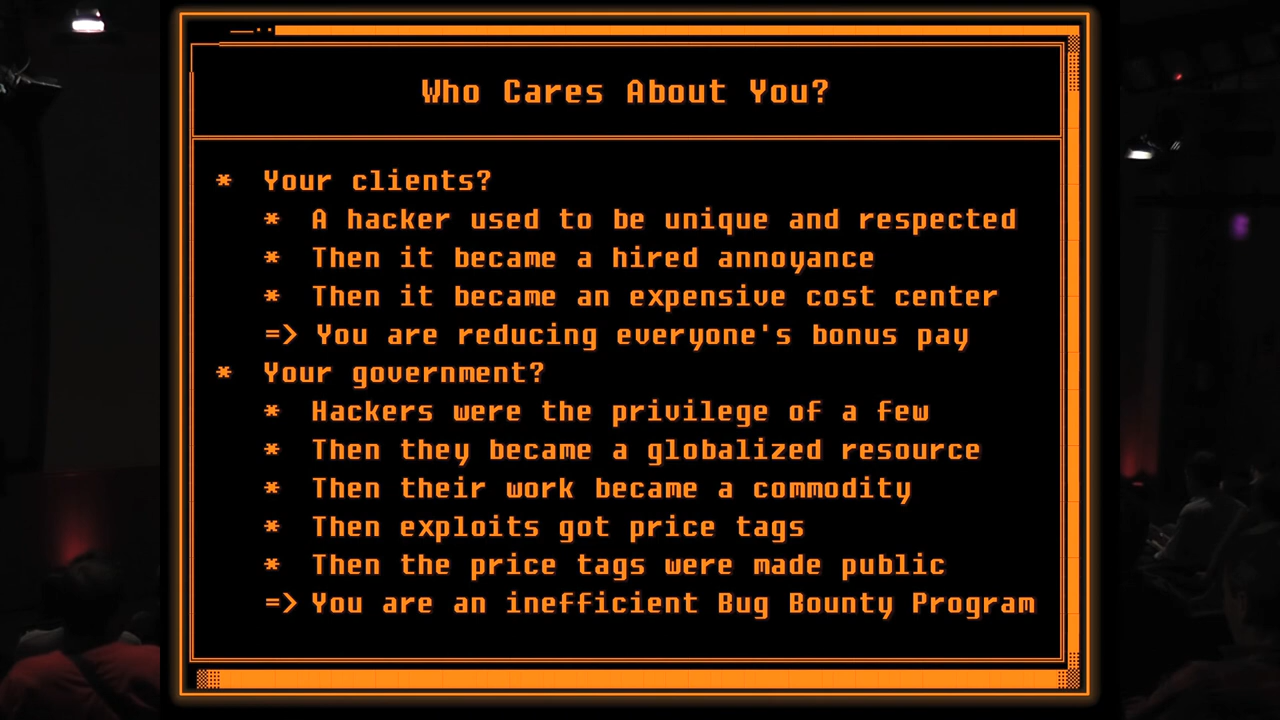 Who Cares About You?
* Your clients?
* A hacker used to be unique and respected
* Then it became a hired annoyance
* Then it became an expensive cost center
=> You are reducing everyone's bonus pay
* Your government?
* Hackers were the privilege of a few
* Then they became a globalized resource
* Then their work became a commodity
* Then exploits got price tags
* Then the price tags were made public
=> You are an inefficient Bug Bounty Program